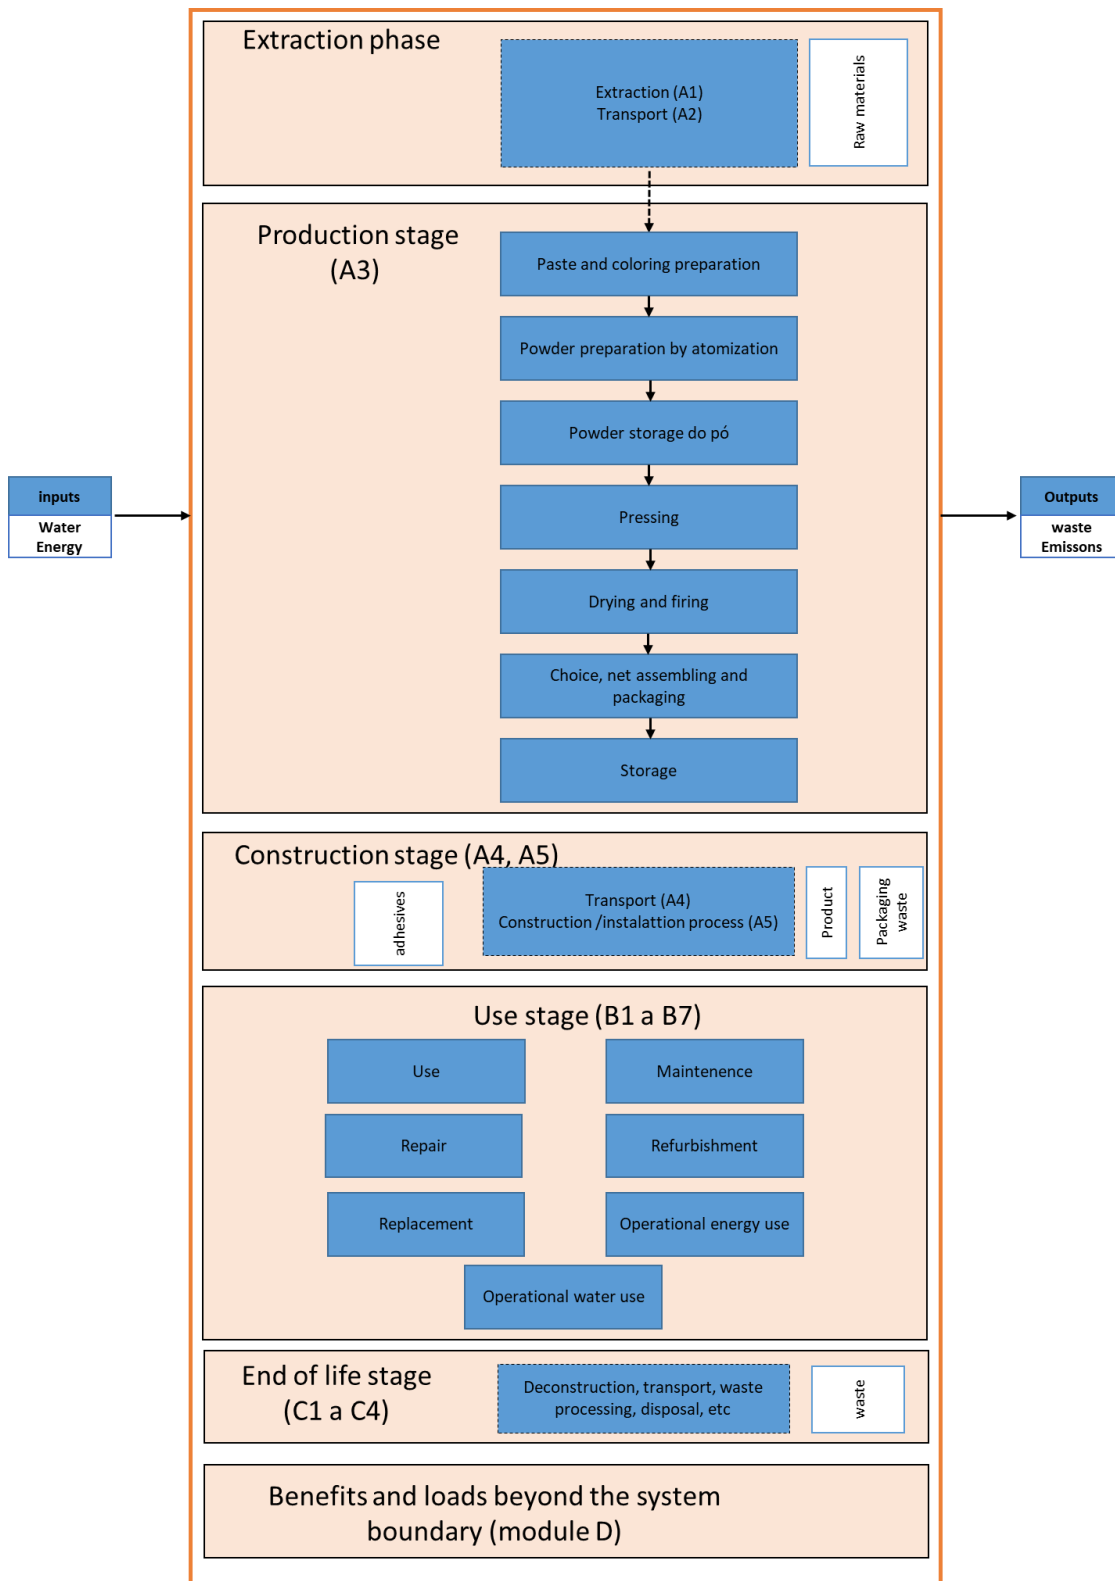 Extraction phase
Extraction (A1)
Transport (A2)
Raw materials
Production stage
(A3)
Paste and coloring preparation
Powder preparation by atomization
Powder storage do pó
Pressing
Drying and firing
Choice, net assembling and
packaging
Storage
inputs
Water
Energy
Outputs
waste
Emissons
Construction stage (A4, A5)
adhesives
Transport (A4)
Construction /instalattion process (A5)
Product
Packaging
waste
Use stage (B1 a B7)
Use
Maintenence
Repair
Refurbishment
Replacement
Operational energy use
Operational water use
End of life stage
(C1 a C4)
Deconstruction, transport, waste
processing, disposal, etc
waste
Benefits and loads beyond the system
boundary (module D)